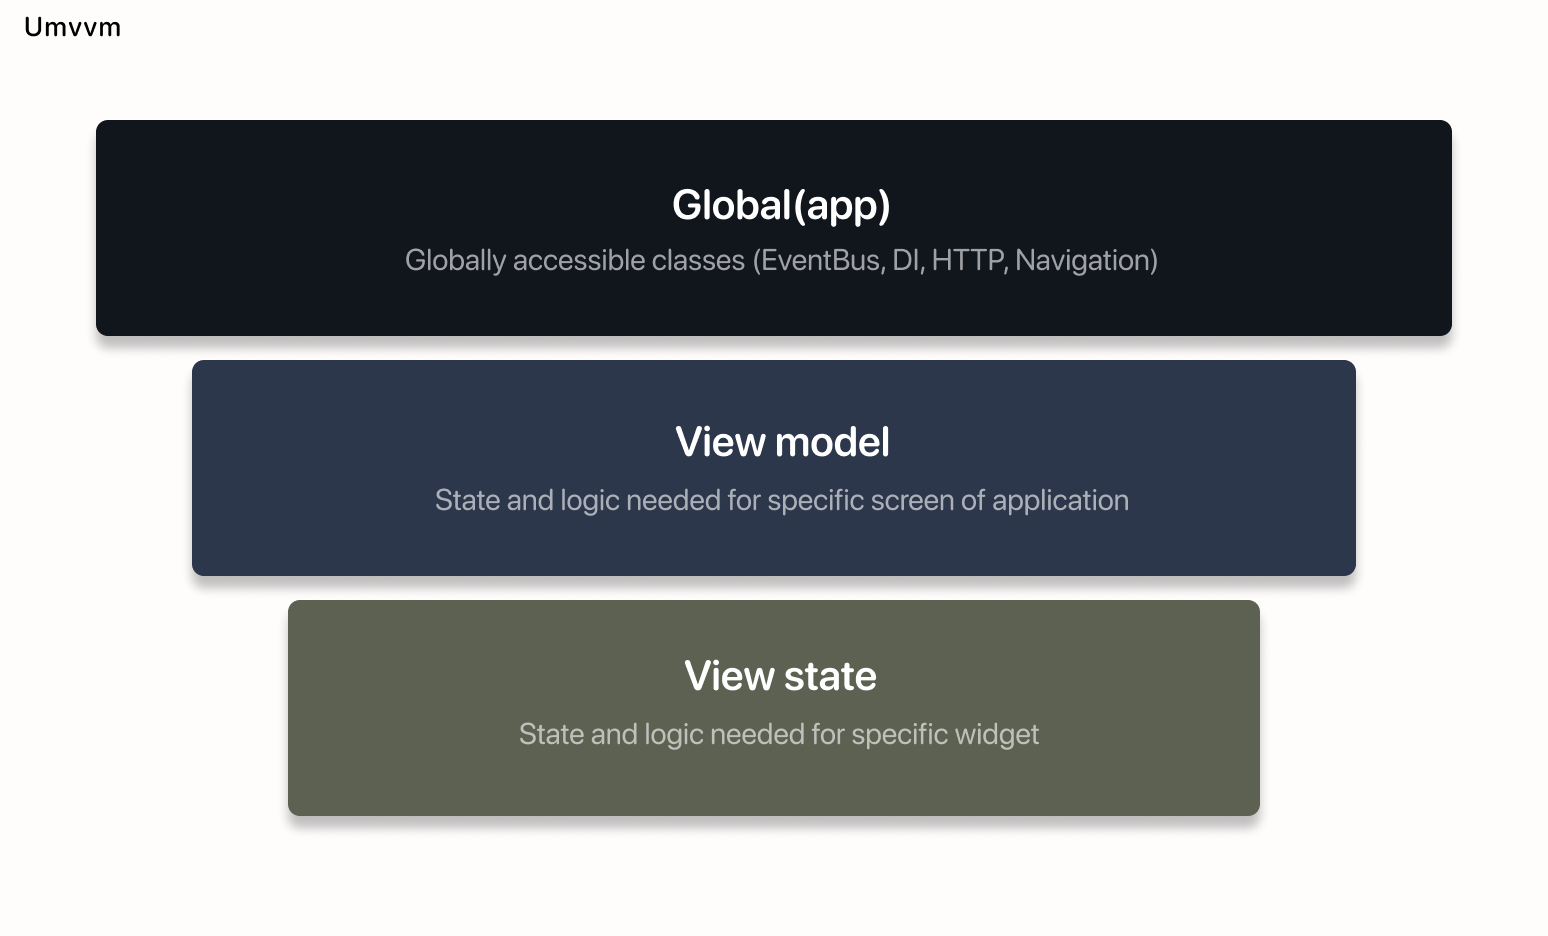 Umvvm
Global(app)
Globally accessible classes (EventBus, DI, HTTP, Navigation)
View model
State and logic needed for specific screen of application
View state
State and logic needed for specific widget